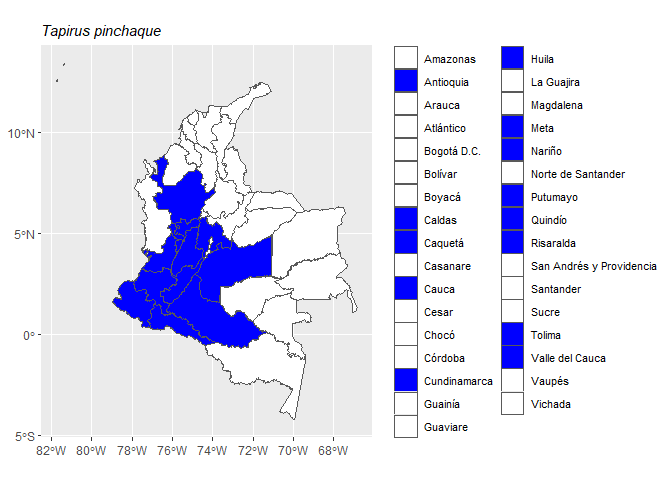 Tapirus pinchaque
10°N
5°N
0°
5°S
82°W
80°W
78°W
76°W
74°W
72°W
70°W
68°W
Amazonas
Antioquia
Arauca
Atlántico
Bogotá D.C.
Bolívar
Boyacá
Caldas
Caquetá
Casanare
Cauca
Cesar
Chocó
Córdoba
Cundinamarca
Guainía
Guaviare
Huila
La Guajira
Magdalena
Meta
Nariño
Norte de Santander
Putumayo
Quindío
Risaralda
San Andrés y Providencia
Santander
Sucre
Tolima
Valle del Cauca
Vaupés
Vichada